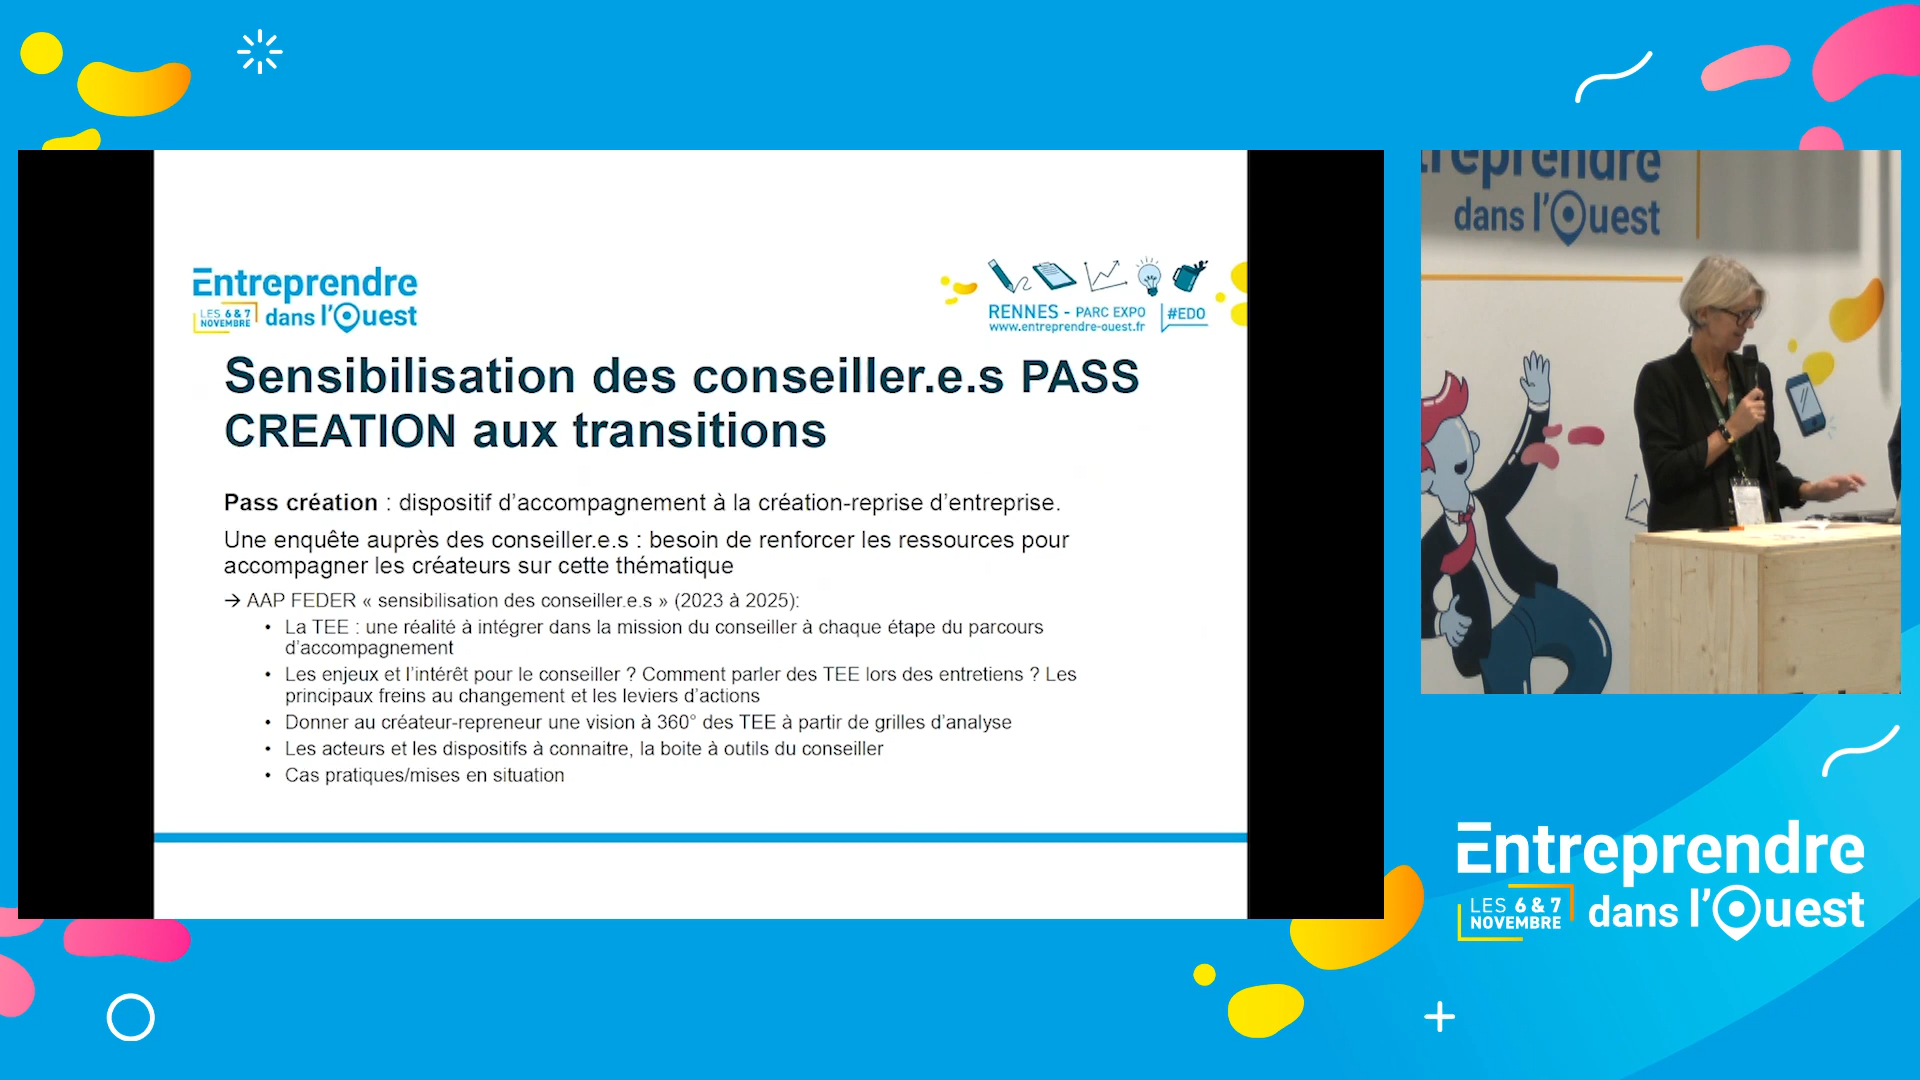 Entreprendre
LES 6 & 7
NOVEMBRE
dans l'Ouest
RENNES - PARC EXPO
www.entreprendre-ouest.fr
#EDO
Sensibilisation des conseiller.e.s PASS
CREATION aux transitions
Pass création : dispositif d'accompagnement à la création-reprise d'entreprise.
Une enquête auprès des conseiller.e.s : besoin de renforcer les ressources pour
accompagner les créateurs sur cette thématique
→ AAP FEDER « sensibilisation des conseiller.e.s » (2023 à 2025):
• La TEE : une réalité à intégrer dans la mission du conseiller à chaque étape du parcours
d'accompagnement
• Les enjeux et l'intérêt pour le conseiller ? Comment parler des TEE lors des entretiens ? Les
principaux freins au changement et les leviers d'actions
• Donner au créateur-repreneur une vision à 360° des TEE à partir de grilles d'analyse
• Les acteurs et les dispositifs à connaitre, la boite à outils du conseiller
• Cas pratiques/mises en situation
treprendre
dans l'Ouest
Entreprendre
LES 6 & 7
NOVEMBRE
dans l'Ouest